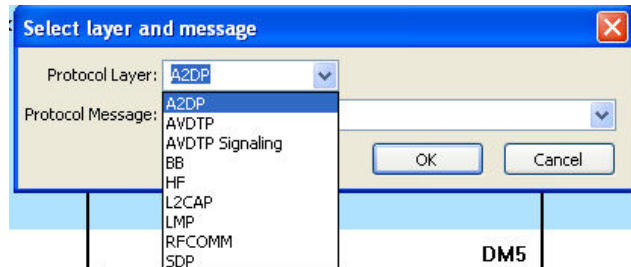 Select layer and message
Protocol Layer: A2DP
Protocol Message:
A2DP
AVDTP
AVDTP Signaling
BB
HF
L2CAP
LMP
RFCOMM
SDP
OK Cancel
DM5